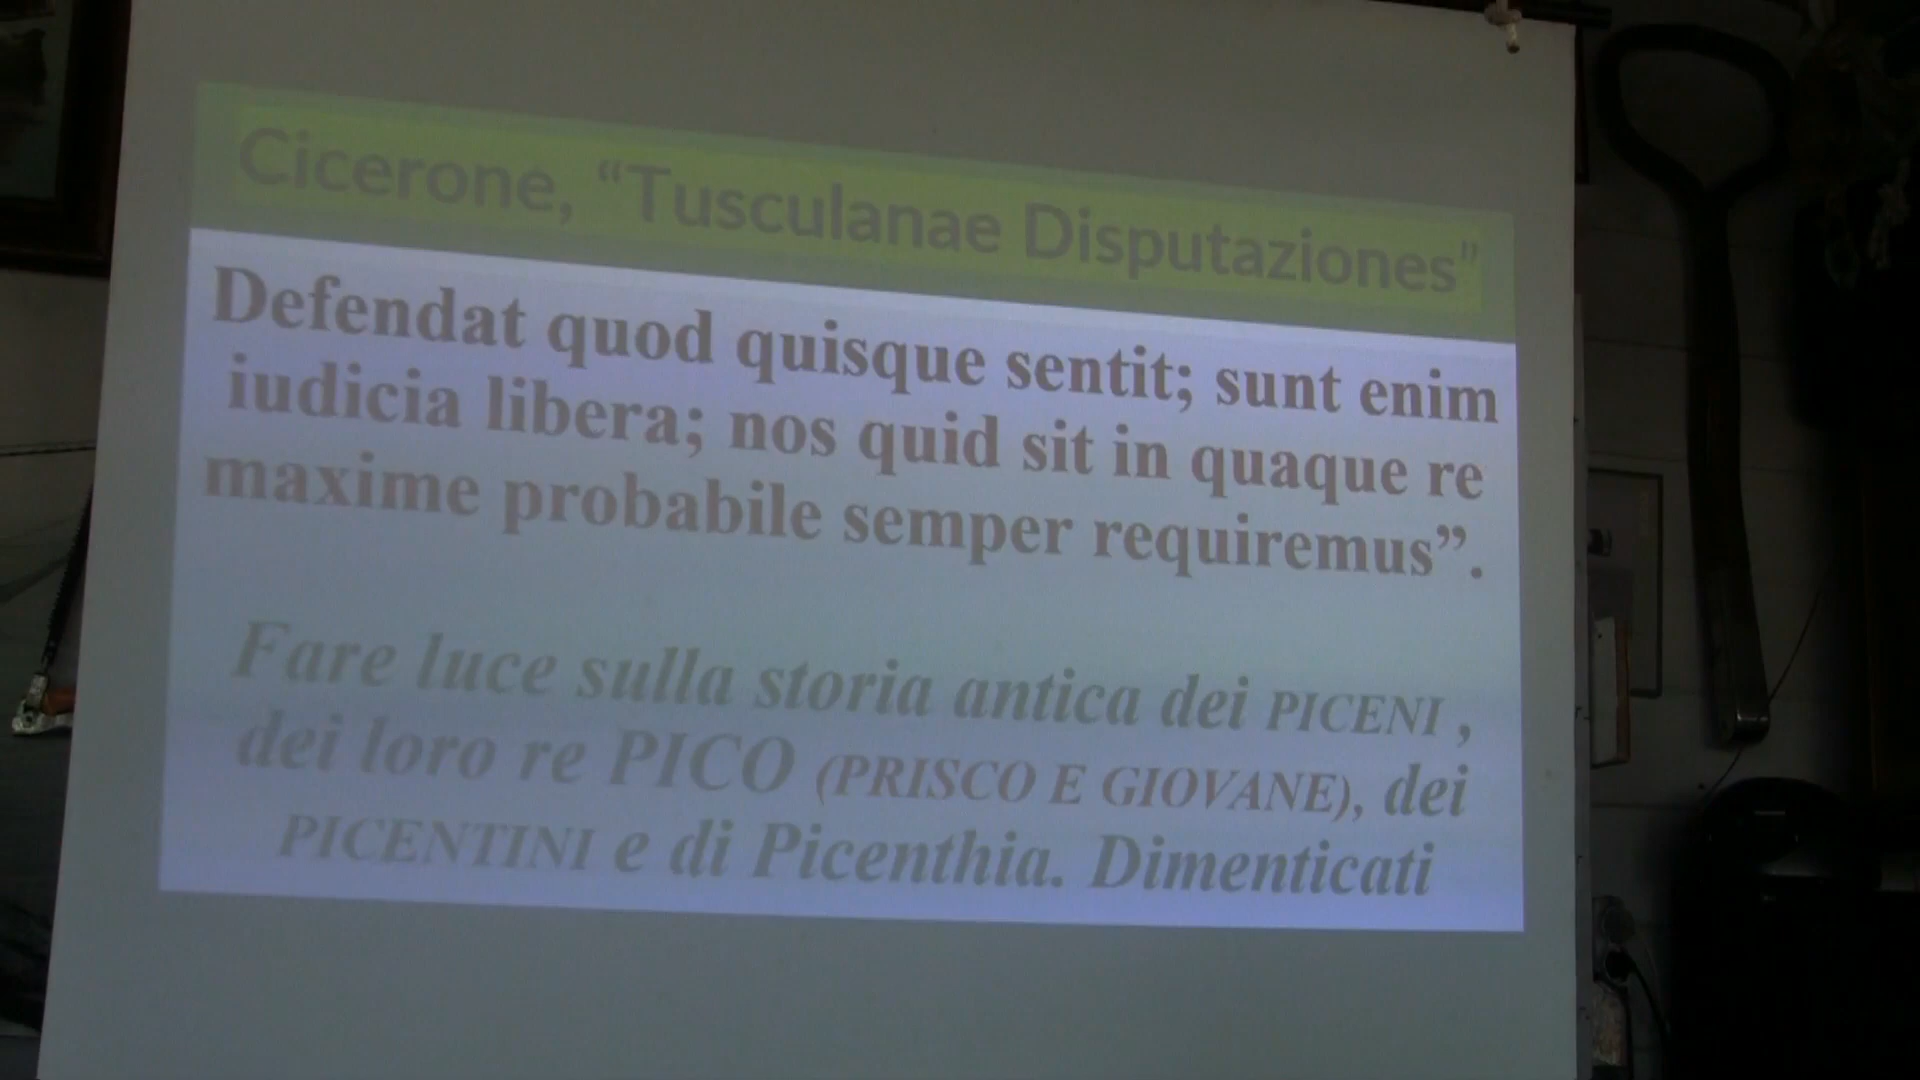 Cicerone, “Tusculanae Disputaziones”
Defendat quod quisque sentit; sunt enim
iudicia libera; nos quid sit in quaque re
maxime probabile semper requiremus”.
Fare luce sulla storia antica dei PICENI ,
dei loro re PICO (PRISCO E GIOVANE), dei
PICENTINI e di Picenthia. Dimenticati